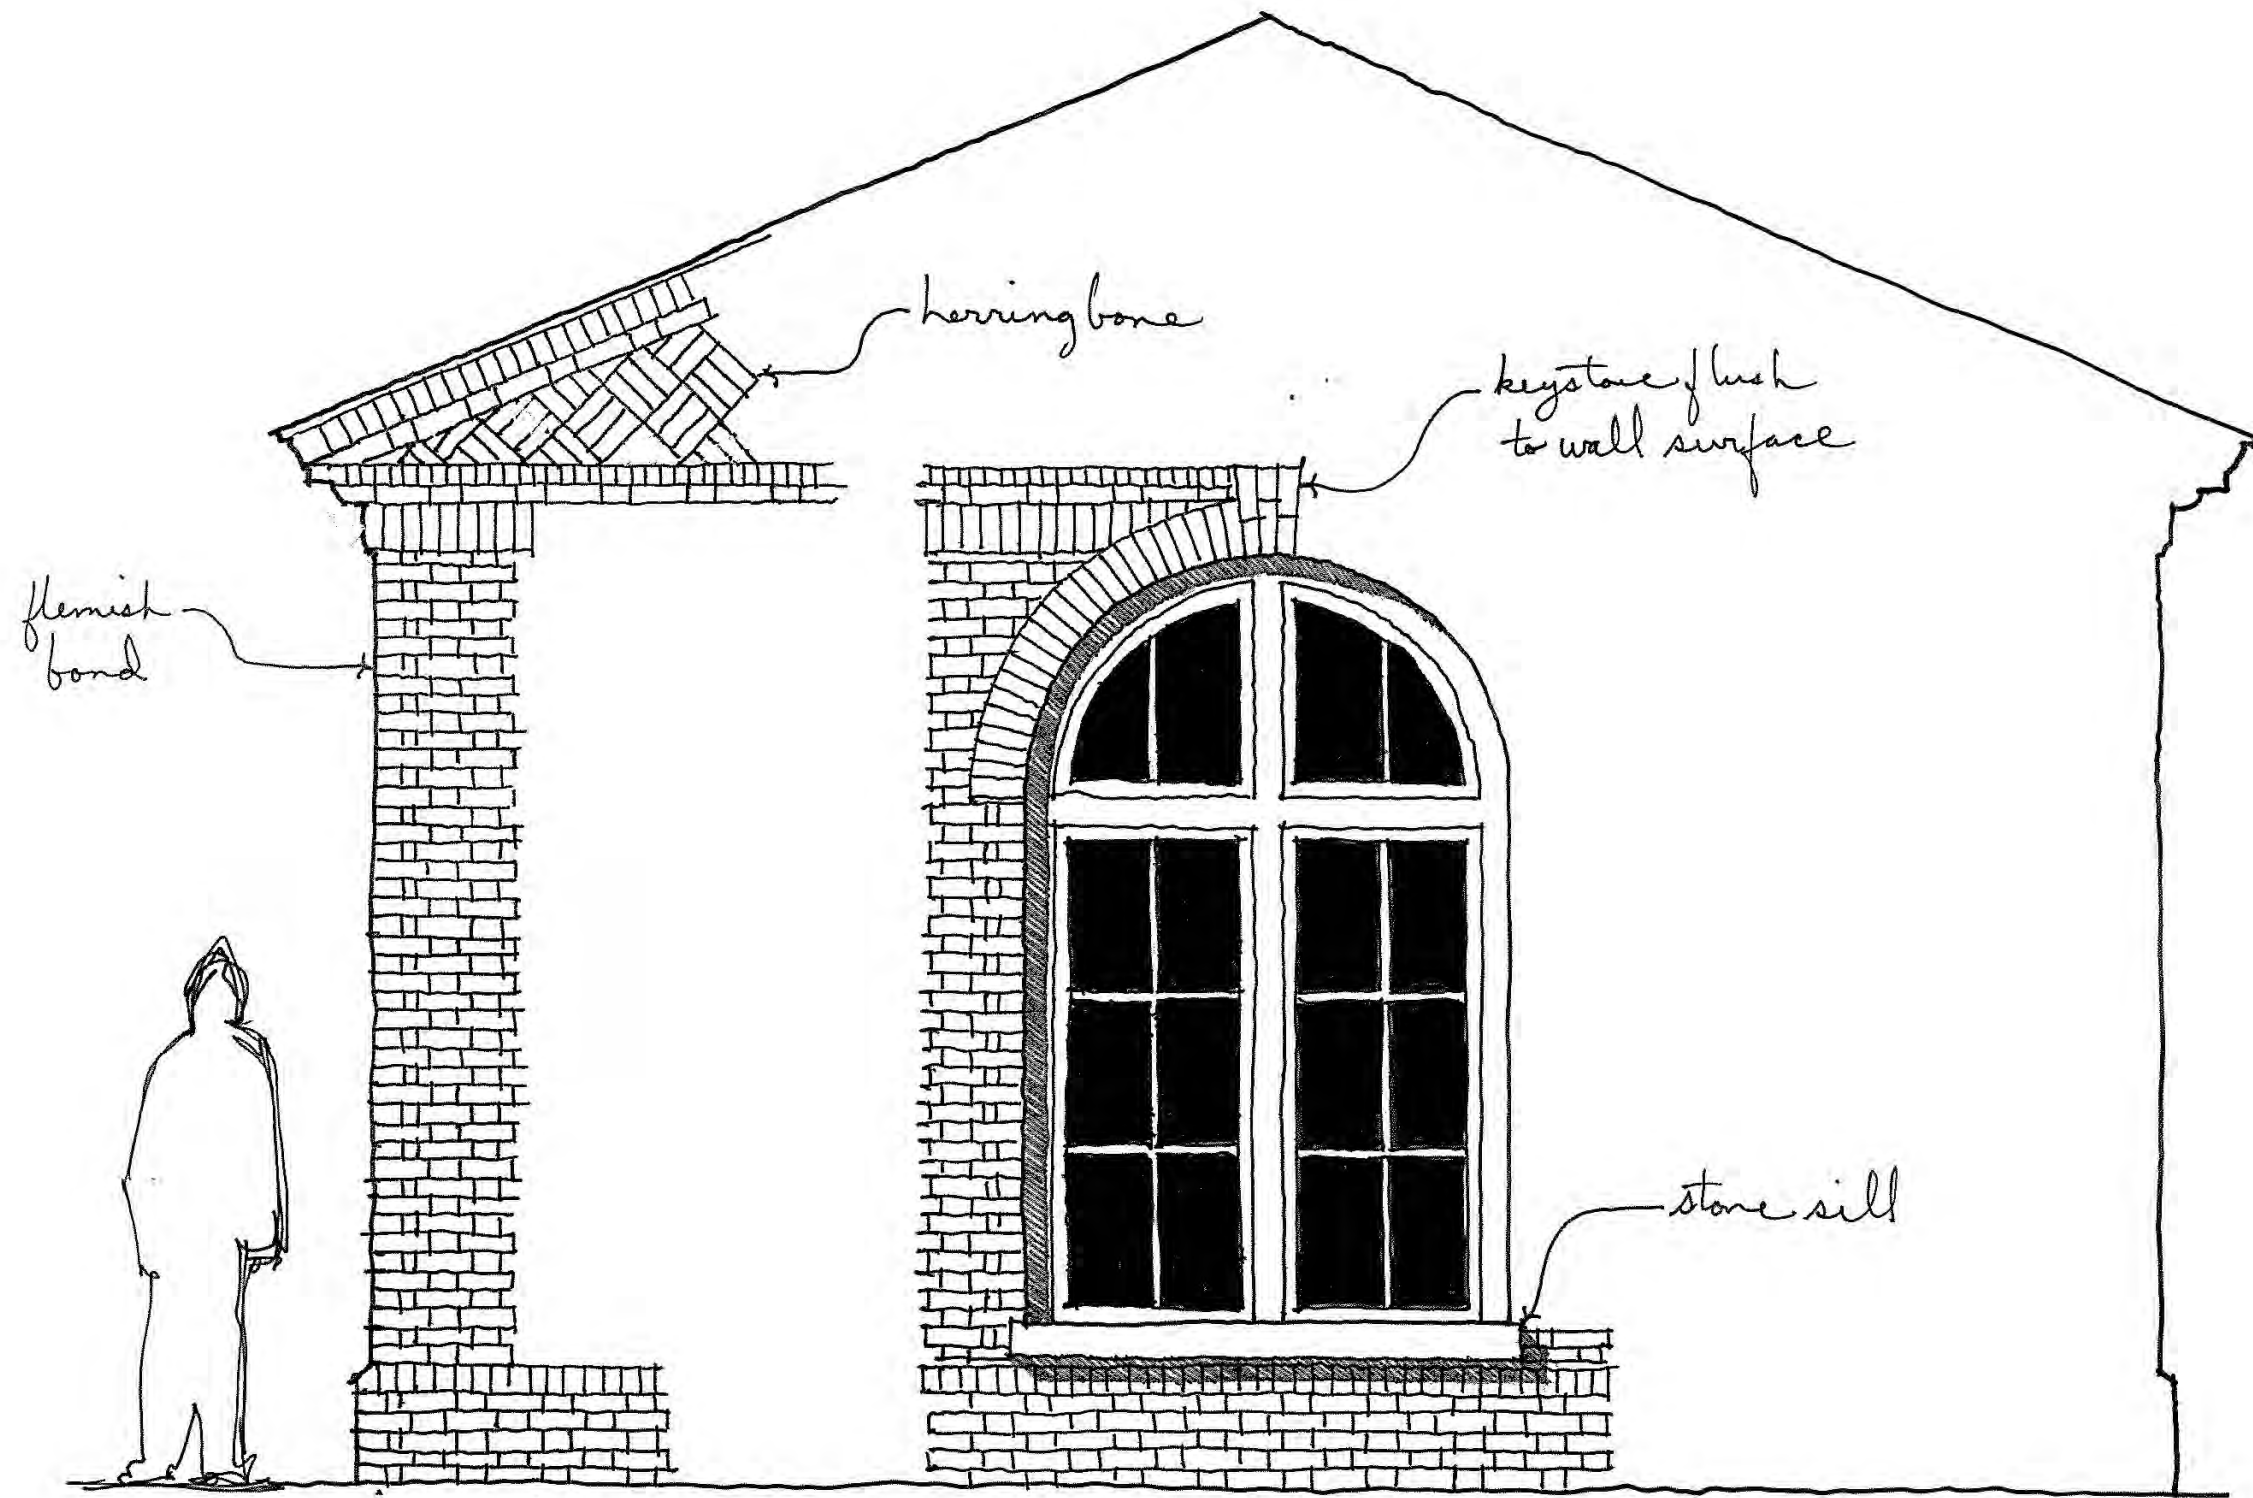 herringbone
keystone flush
to wall surface
flemish
bond
stone sill